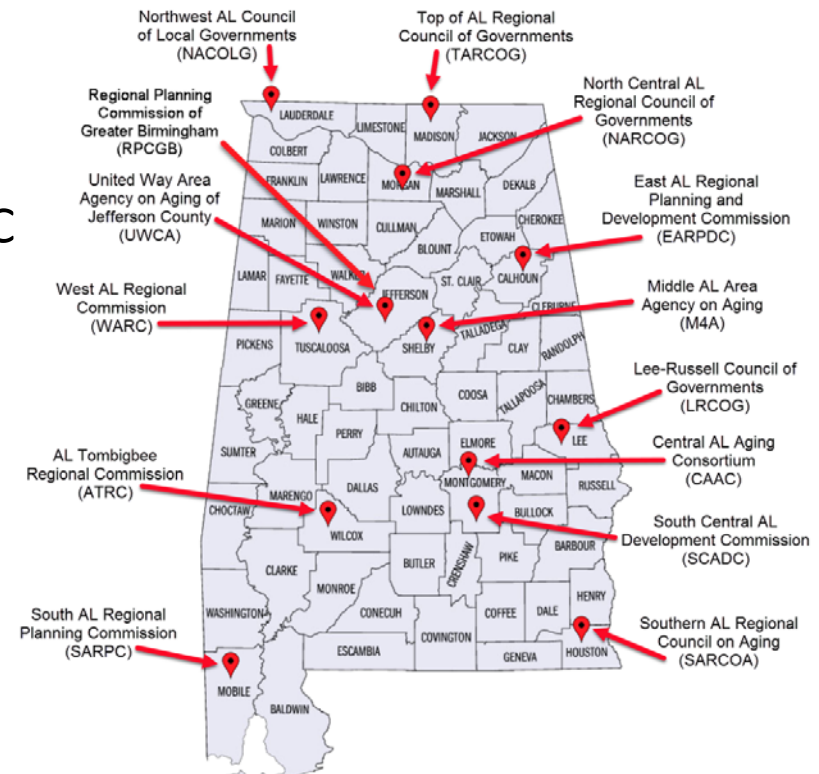 Northwest AL Council
of Local Governments
(NACOLG)
Top of AL Regional
Council of Governments
(TARCOG)
North Central AL
Regional Council of
Governments
(NARCOG)
Regional Planning
Commission of
Greater Birmingham
(RPCGB)
United Way Area
Agency on Aging of
Jefferson County
(UWCA)
C
East AL Regional
Planning and
Development Commission
(EARPDC)
West AL Regional
Commission
(WARC)
Middle AL Area
Agency on Aging
(M4A)
Lee-Russell Council of
Governments
(LRCOG)
AL Tombigbee
Regional Commission
(ATRC)
Central AL Aging
Consortium
(CAAC)
South Central AL
Development Commission
(SCADC)
South AL Regional
Planning Commission
(SARPC)
Southern AL Regional
Council on Aging
(SARCOA)
LAUDERDALE
LIMESTONE
MADISON
JACKSON
COLBERT
FRANKLIN
LAWRENCE
MORGAN
MARSHALL
DEKALB
MARION
WINSTON
CULLMAN
BLOUNT
ETOWAH
CHEROKEE
LAMAR
FAYETTE
WALKER
JEFFERSON
ST. CLAIR
CALHOUN
CLEBURNE
PICKENS
TUSCALOOSA
SHELBY
TALLADEGA
CLAY
RANDOLPH
GREENE
HALE
BIBB
CHILTON
COOSA
TALLAPOOSA
CHAMBERS
SUMTER
PERRY
AUTAUGA
ELMORE
LEE
MARENGO
DALLAS
MONTGOMERY
MACON
RUSSELL
CHOCTAW
WILCOX
LOWNDES
BULLOCK
CLARKE
BUTLER
CRENSHAW
PIKE
BARBOUR
WASHINGTON
MONROE
CONECUH
COVINGTON
COFFEE
DALE
HENRY
ESCAMBIA
GENEVA
HOUSTON
MOBILE
BALDWIN